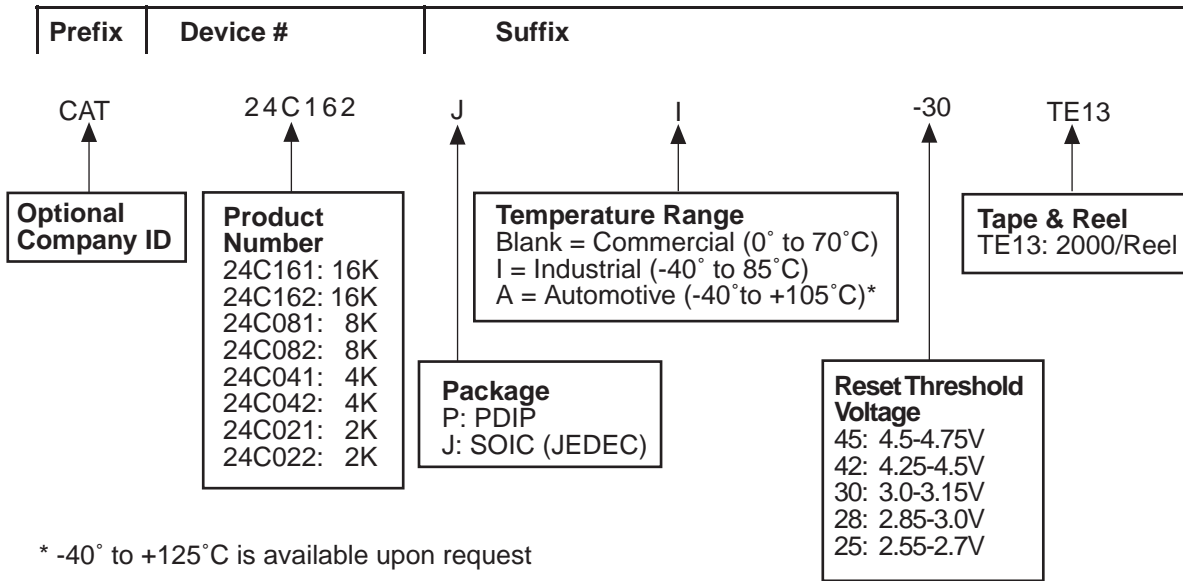 Prefix Device # Suffix
CAT 24C162 J I -30 TE13
Optional
Company ID
Product
Number
24C161: 16K
24C162: 16K
24C081: 8K
24C082: 8K
24C041: 4K
24C042: 4K
24C021: 2K
24C022: 2K
Temperature Range
Blank = Commercial (0˚ to 70˚C)
I = Industrial (-40˚ to 85˚C)
A = Automotive (-40˚to +105˚C)*
Tape & Reel
TE13: 2000/Reel
Package
P: PDIP
J: SOIC (JEDEC)
Reset Threshold
Voltage
45: 4.5-4.75V
42: 4.25-4.5V
30: 3.0-3.15V
28: 2.85-3.0V
25: 2.55-2.7V
* -40˚ to +125˚C is available upon request